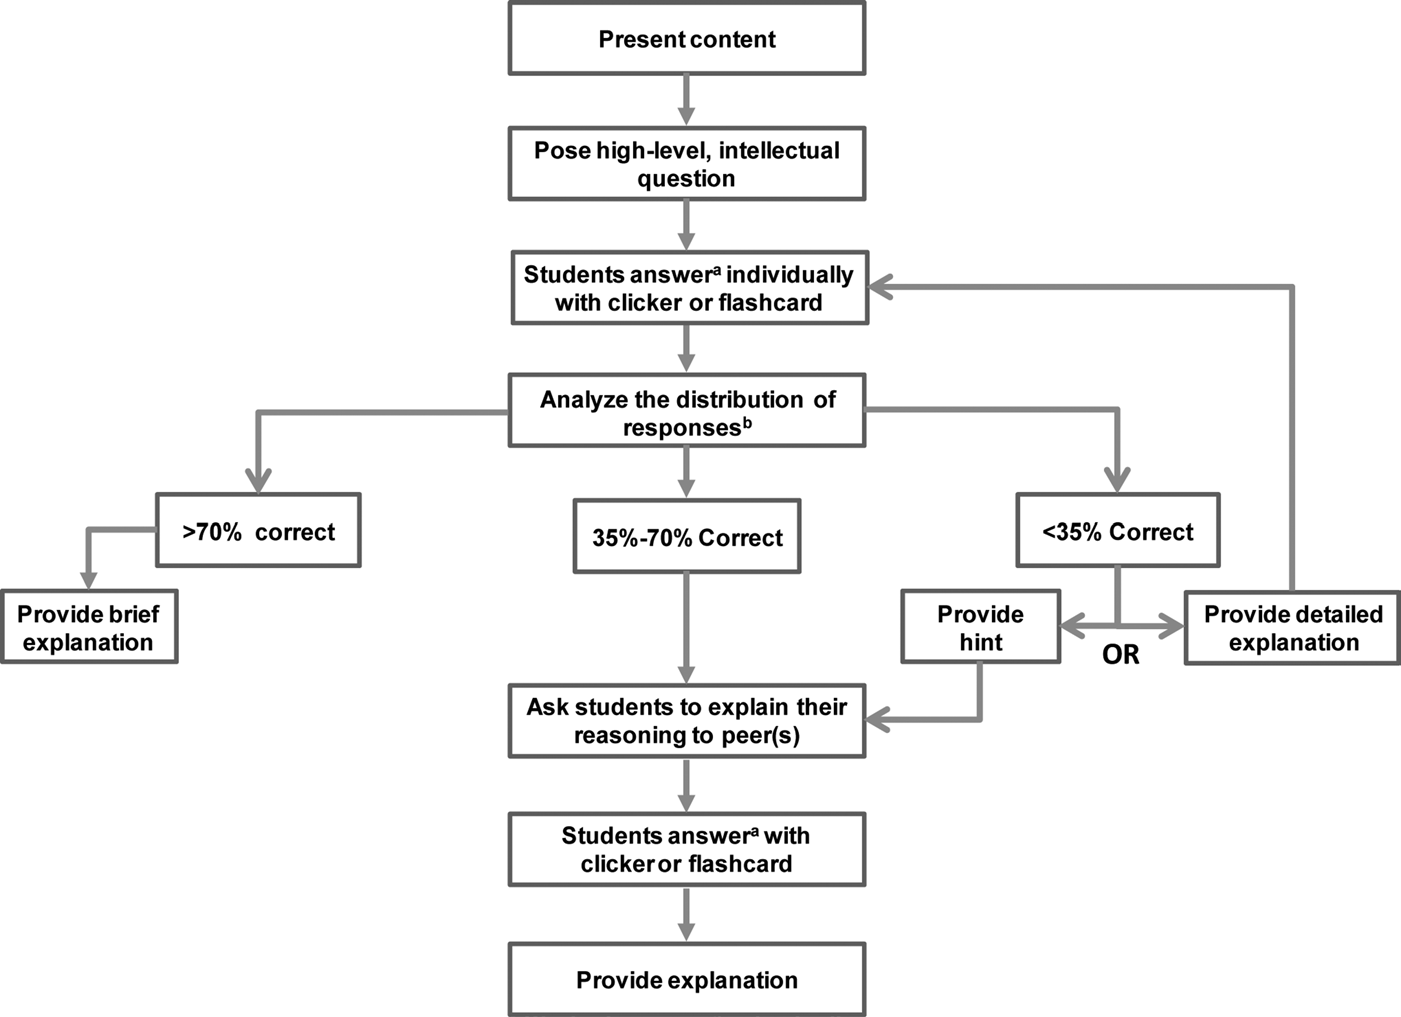 Present content
Pose high-level, intellectual
question
Students answerᵃ individually
with clicker or flashcard
Analyze the distribution of
responsesᵇ
>70% correct
35%-70% Correct
<35% Correct
Provide brief
explanation
Provide
hint
OR
Provide detailed
explanation
Ask students to explain their
reasoning to peer(s)
Students answerᵃ with
clicker or flashcard
Provide explanation